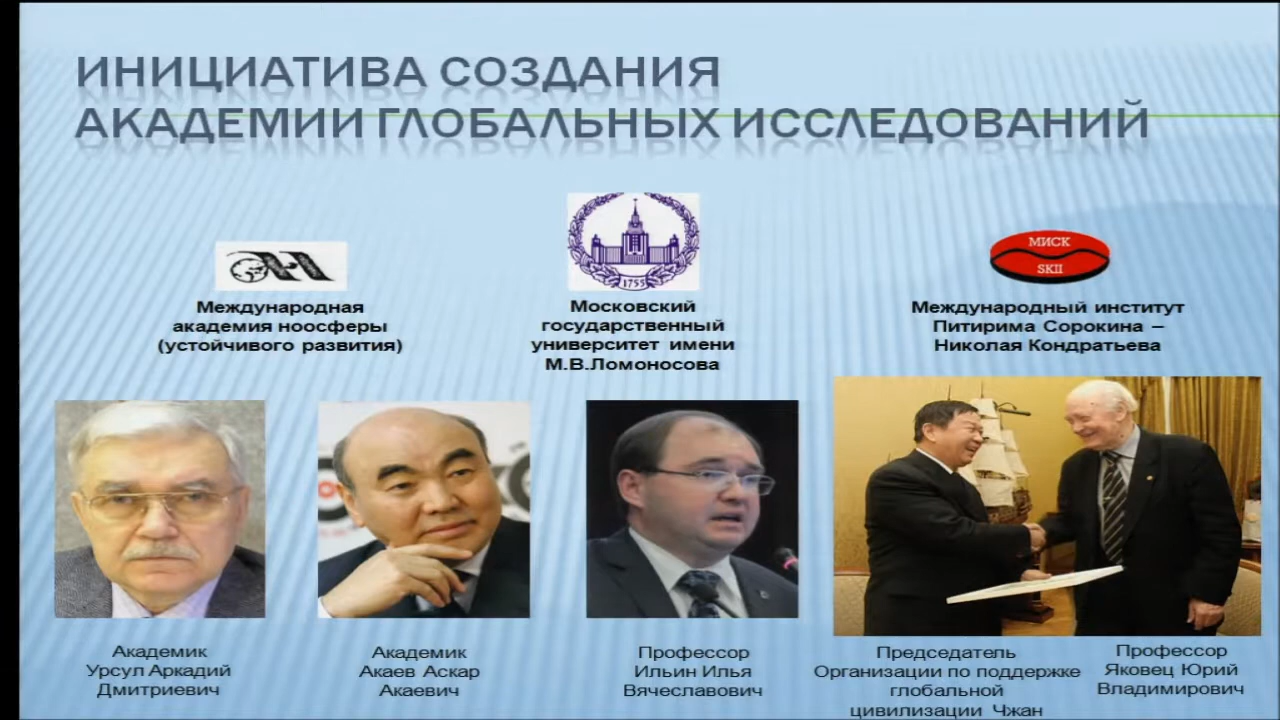 ИНИЦИАТИВА СОЗДАНИЯ
АКАДЕМИИ ГЛОБАЛЬНЫХ ИССЛЕДОВАНИЙ
1755
МИСК
SKII
Международная
академия ноосферы
(устойчивого развития)
Московский
государственный
университет имени
М.В.Ломоносова
Международный институт
Питирима Сорокина –
Николая Кондратьева
Академик
Урсул Аркадий
Дмитриевич
Академик
Акаев Аскар
Акаевич
Профессор
Ильин Илья
Вячеславович
Председатель
Организации по поддержке
глобальной
цивилизации Чжан
Профессор
Яковец Юрий
Владимирович